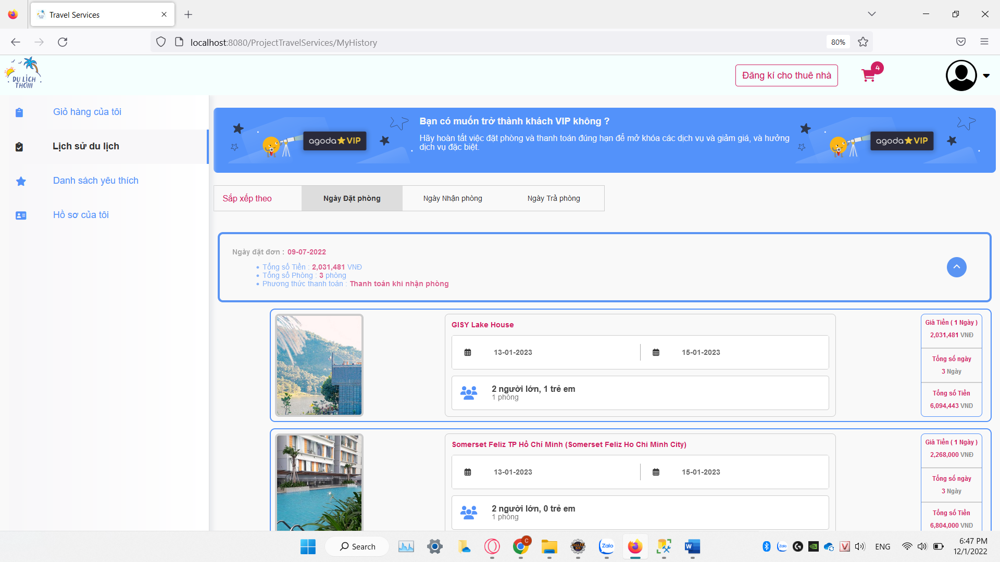 Travel Services
localhost:8080/ProjectTravelServices/MyHistory
80%
DU LỊCH
THÔIII
Đăng kí cho thuê nhà
4
Giỏ hàng của tôi
Lịch sử du lịch
Danh sách yêu thích
Hồ sơ của tôi
agoda VIP
Bạn có muốn trở thành khách VIP không ?
Hãy hoàn tất việc đặt phòng và thanh toán đúng hạn để mở khóa các dịch vụ và giảm giá, và hưởng
dịch vụ đặc biệt.
agoda VIP
Sắp xếp theo
Ngày Đặt phòng
Ngày Nhận phòng
Ngày Trả phòng
Ngày đặt đơn : 09-07-2022
Tổng số Tiền : 2,031,481 VNĐ
Tổng số Phòng : 3 phòng
Phương thức thanh toán : Thanh toán khi nhận phòng
GISY Lake House
13-01-2023
15-01-2023
2 người lớn, 1 trẻ em
1 phòng
Giá Tiền ( 1 Ngày )
2,031,481 VNĐ
Tổng số ngày
3 Ngày
Tổng số Tiền
6,094,443 VND
Somerset Feliz TP Hồ Chí Minh (Somerset Feliz Ho Chi Minh City)
13-01-2023
15-01-2023
2 người lớn, 0 trẻ em
1 phòng
Giá Tiền ( 1 Ngày )
2,268,000 VNĐ
Tổng số ngày
3 Ngày
Tổng số Tiền
6,804,000 VND
Search
C
Zalo
W
Zalo
V
ENG
6:47 PM
12/1/2022